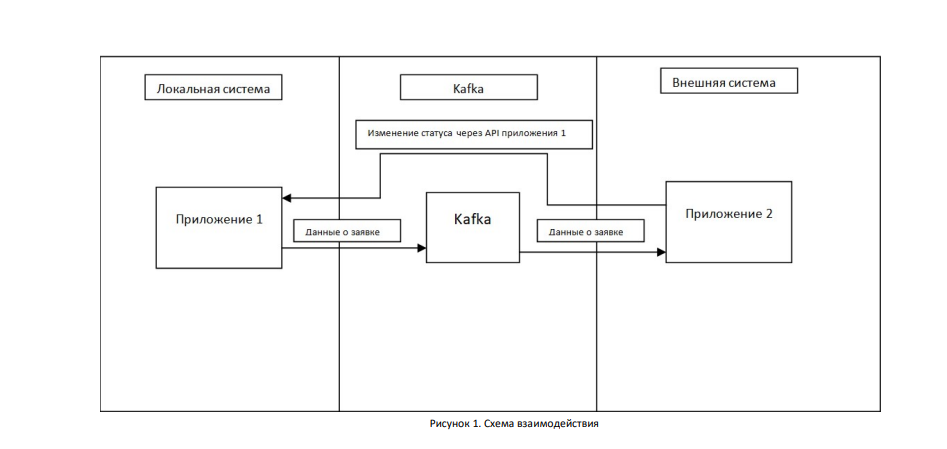 Локальная система
Kafka
Внешняя система
Изменение статуса через API приложения 1
Приложение 1
Kafka
Приложение 2
Данные о заявке
Данные о заявке
Рисунок 1. Схема взаимодействия